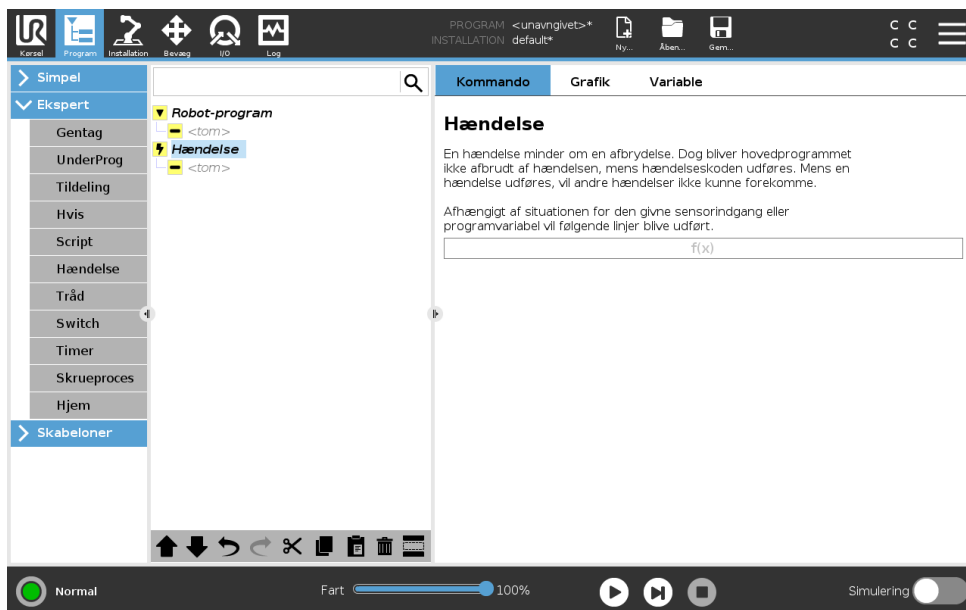 UR
Kørsel
Program
Installation
Bevæg
I/O
Log
PROGRAM <unavngivet>*
INSTALLATION default*
Ny...
Åben...
Gem...
C C
C C
Simpel
Ekspert
Gentag
UnderProg
Tildeling
Hvis
Script
Hændelse
Tråd
Switch
Timer
Skrueproces
Hjem
Skabeloner
Robot-program
<tom>
Hændelse
<tom>
Kommando Grafik Variable
Hændelse
En hændelse minder om en afbrydelse. Dog bliver hovedprogrammet
ikke afbrudt af hændelsen, mens hændelseskoden udføres. Mens en
hændelse udføres, vil andre hændelser ikke kunne forekomme.
Afhængigt af situationen for den givne sensorindgang eller
programvariabel vil følgende linjer blive udført.
f(x)
Normal
Fart 100%
Simulering